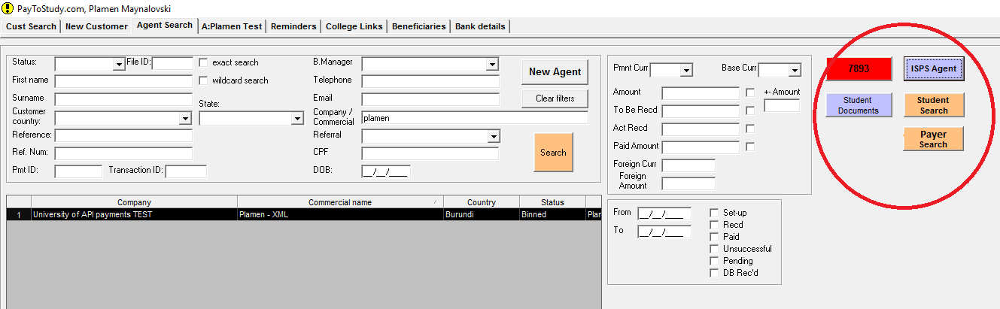 PayToStudy.com, Plamen Maynalovski
Cust Search New Customer Agent Search A:Plamen Test Reminders College Links Beneficiaries Bank details
Status: File ID: exact search
First name wildcard search
Surname
State:
Customer country:
Reference:
Ref. Num:
Pmt ID: Transaction ID:
B.Manager
Telephone
Email
Company / Commercial plamen
Referral
CPF
DOB: __/__/____
New Agent
Clear filters
Search
Pmnt Curr Base Curr
Amount +- Amount
To Be Recd
Act Recd
Paid Amount
Foreign Curr
Foreign
Amount
7893 ISPS Agent
Student
Documents
Student
Search
Payer
Search
Company Commercial name Country Status
1 University of API payments TEST Plamen - XML Burundi Binned Plar
From __/__/____
To __/__/____
Set-up
Recd
Paid
Unsuccessful
Pending
DB Rec'd